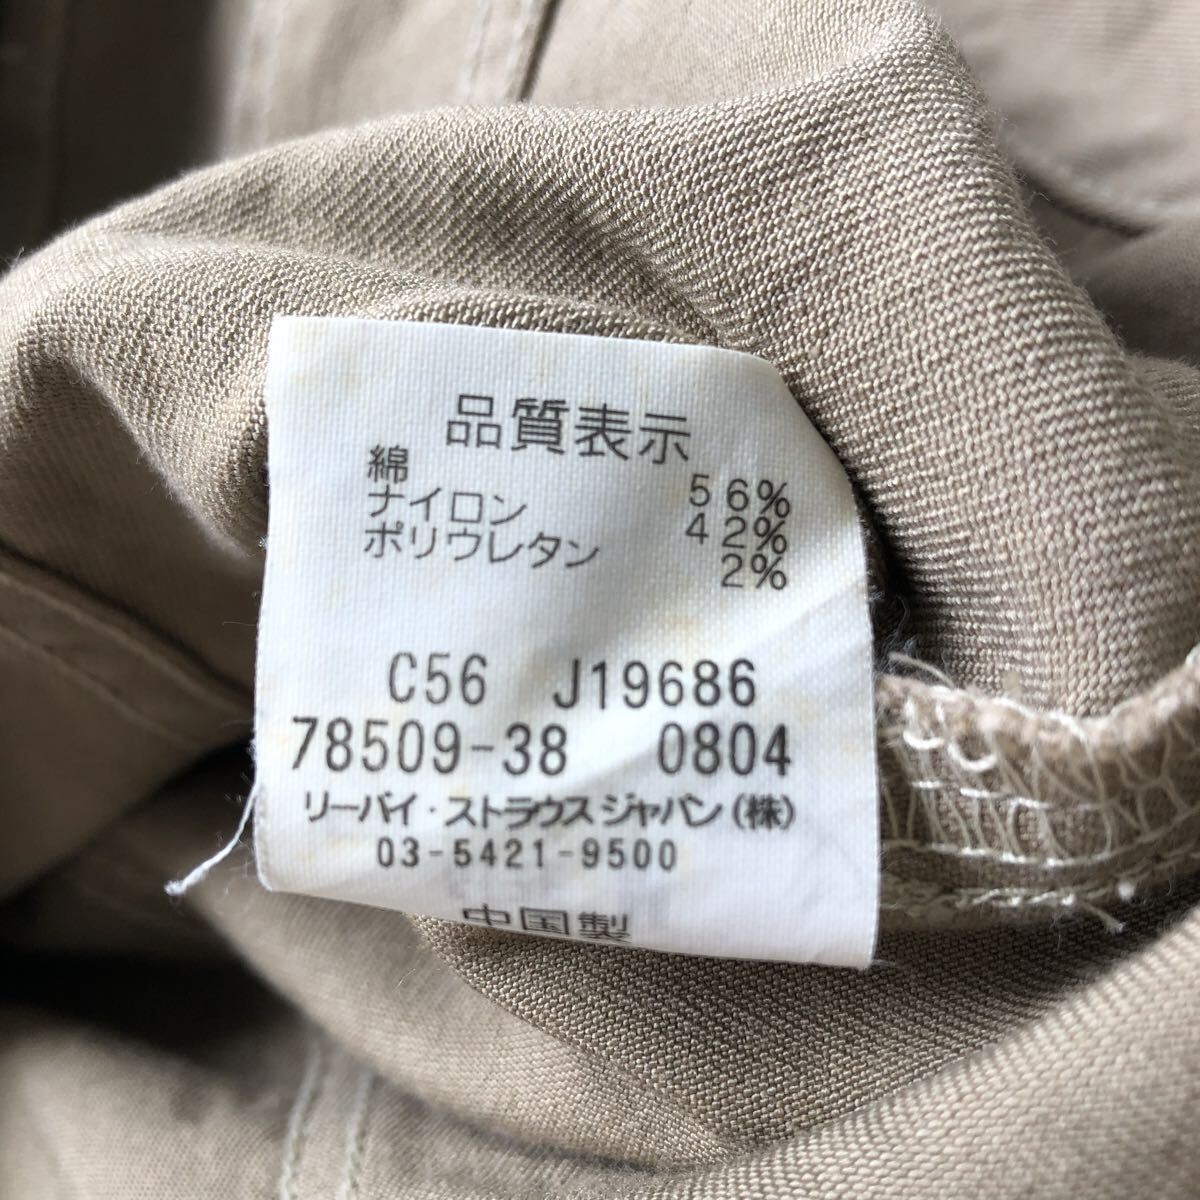 品質表示
綿 56%
ナイロン 42%
ポリウレタン 2%
C56 J19686
78509-38 0804
リーバイ・ストラウスジャパン(株)
03-5421-9500
中国製